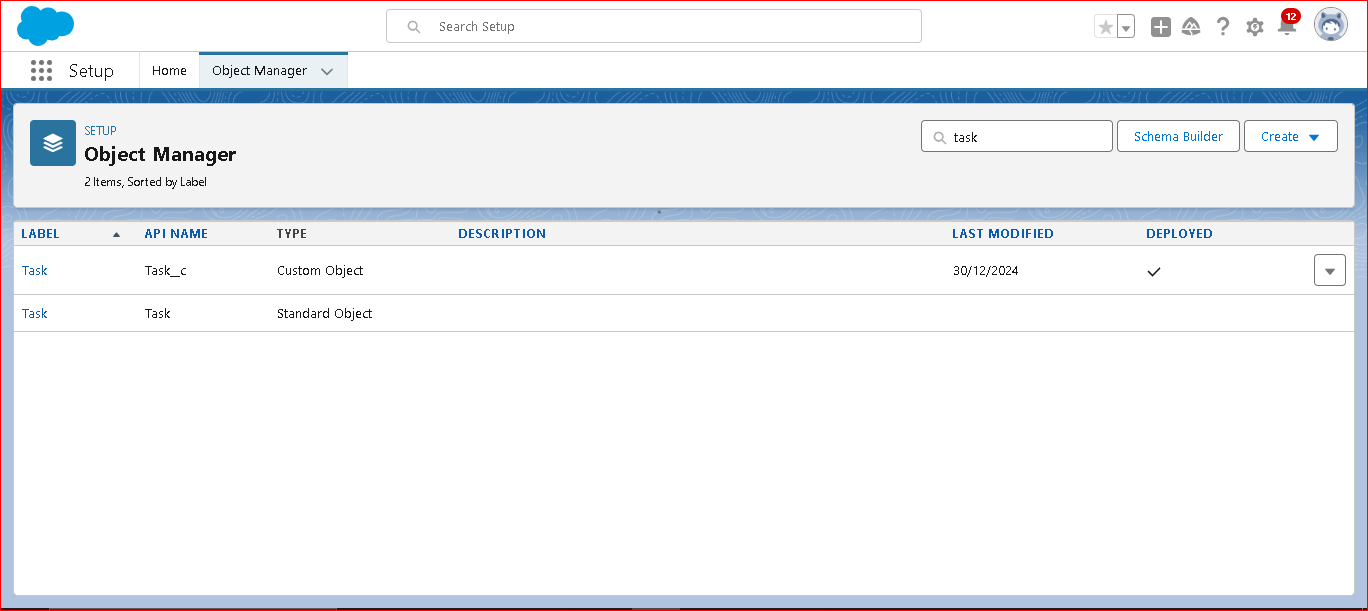 Search Setup
12
Setup
Home
Object Manager
SETUP
Object Manager
2 Items, Sorted by Label
task
Schema Builder
Create
LABEL API NAME TYPE DESCRIPTION LAST MODIFIED DEPLOYED
Task Task__c Custom Object 30/12/2024
Task Task Standard Object